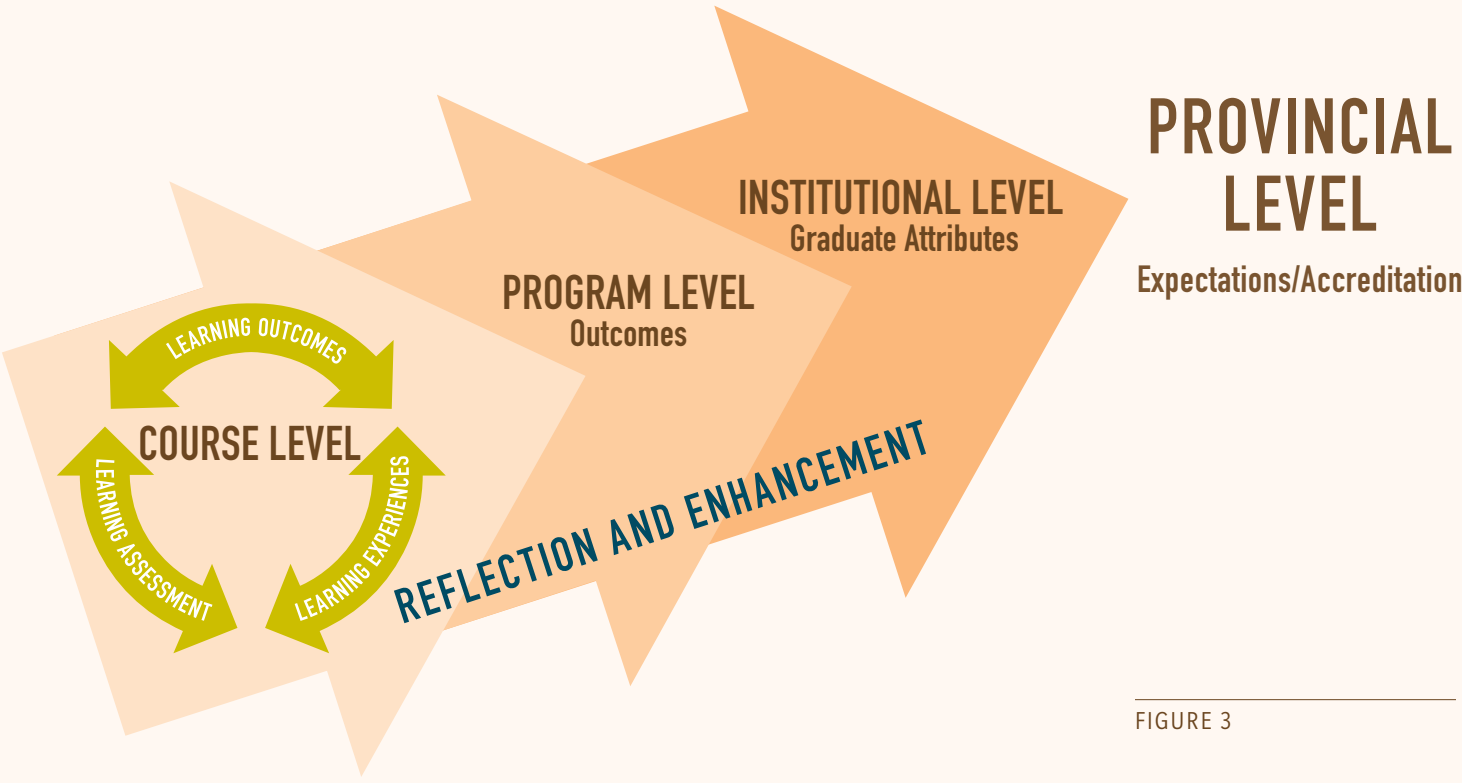 PROVINCIAL
LEVEL
Expectations/Accreditation
INSTITUTIONAL LEVEL
Graduate Attributes
PROGRAM LEVEL
Outcomes
LEARNING OUTCOMES
COURSE LEVEL
LEARNING ASSESSMENT
LEARNING EXPERIENCES
REFLECTION AND ENHANCEMENT
FIGURE 3